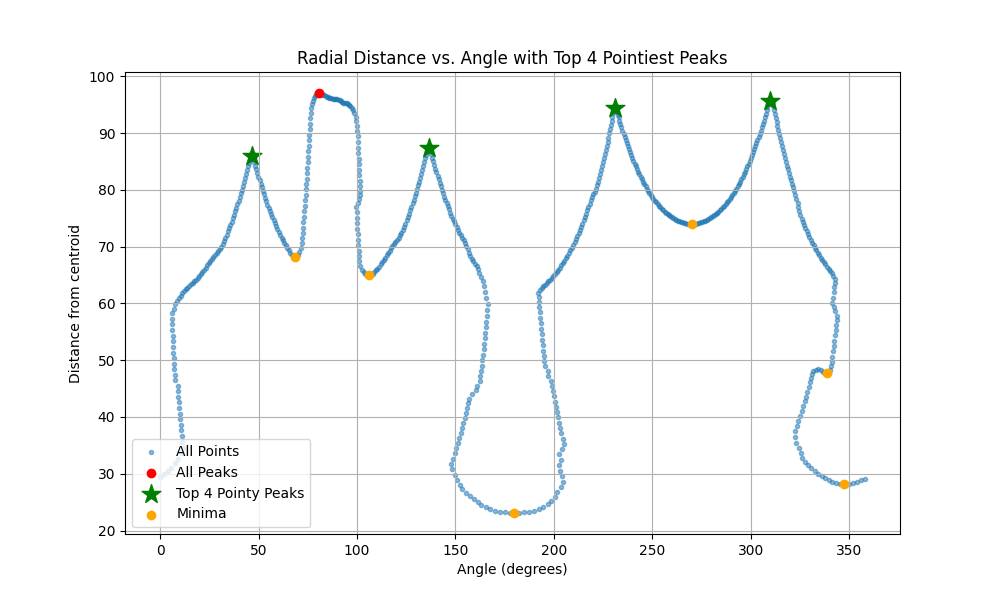 Radial Distance vs. Angle with Top 4 Pointiest Peaks
100
90
80
70
60
50
40
30
20
Distance from centroid
All Points
All Peaks
Top 4 Pointy Peaks
Minima
0 50 100 150 200 250 300 350
Angle (degrees)